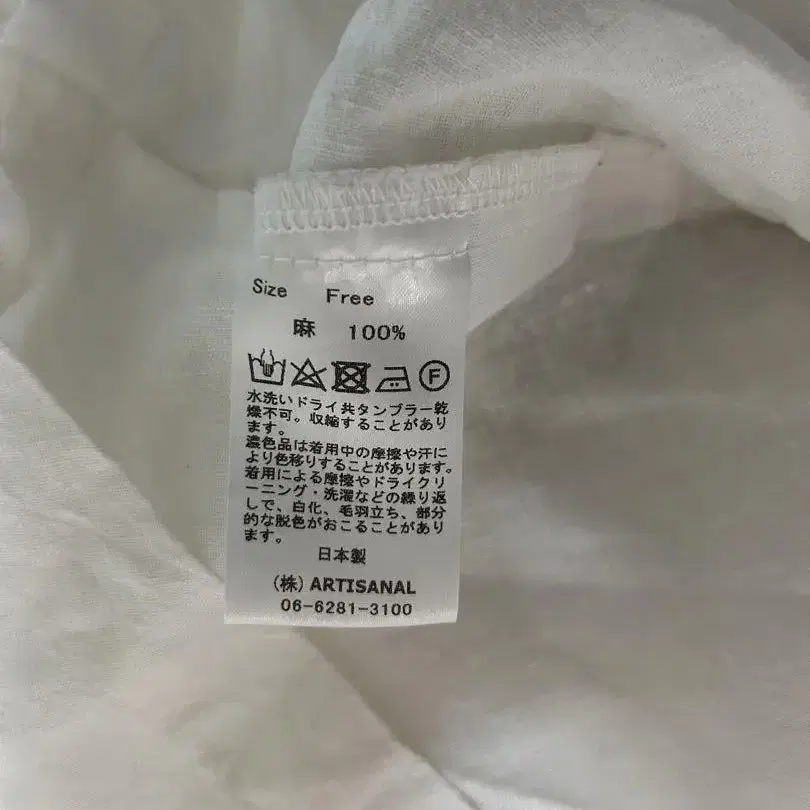 Size Free
麻 100%
F
水洗いドライ共タンブラー乾
燥不可。収縮することがあり
ます。
濃色品は着用中の摩擦や汗に
より色移りすることがあります。
着用による摩擦やドライクリ
ーニング・洗濯などの繰り返
しで、白化、毛羽立ち、部分
的な脱色がおこることがあり
ます。
日本製
(株) ARTISANAL
06-6281-3100